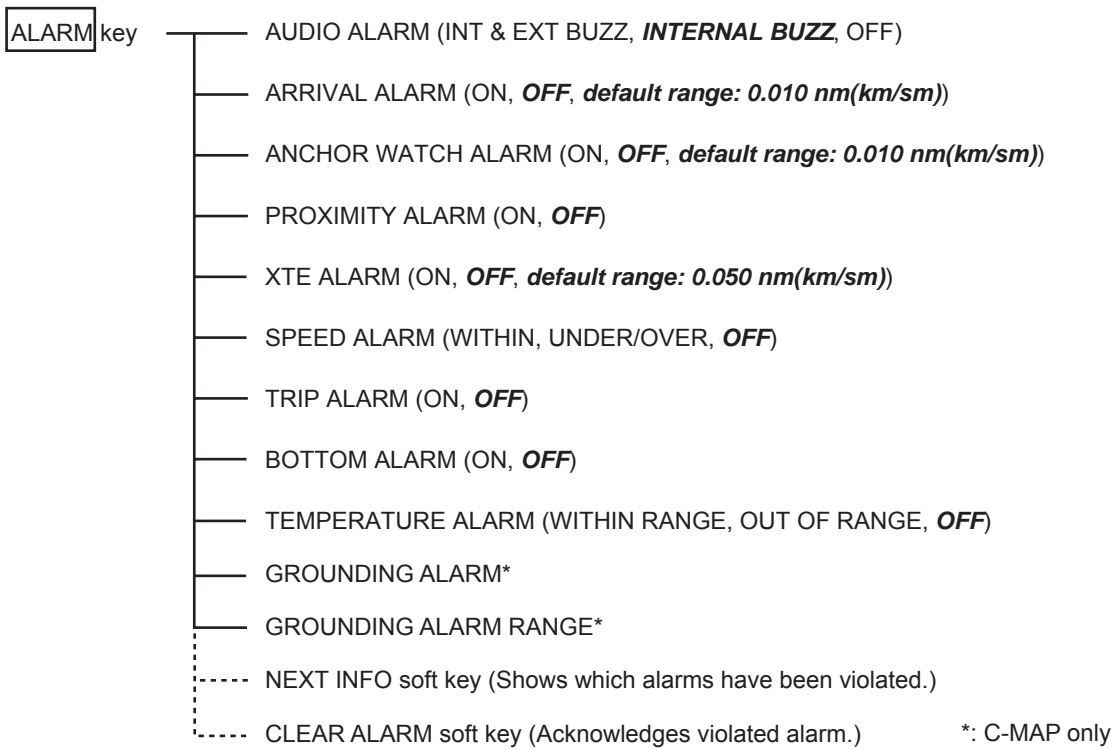 ALARM key AUDIO ALARM (INT & EXT BUZZ, INTERNAL BUZZ, OFF)
ARRIVAL ALARM (ON, OFF, default range: 0.010 nm(km/sm))
ANCHOR WATCH ALARM (ON, OFF, default range: 0.010 nm(km/sm))
PROXIMITY ALARM (ON, OFF)
XTE ALARM (ON, OFF, default range: 0.050 nm(km/sm))
SPEED ALARM (WITHIN, UNDER/OVER, OFF)
TRIP ALARM (ON, OFF)
BOTTOM ALARM (ON, OFF)
TEMPERATURE ALARM (WITHIN RANGE, OUT OF RANGE, OFF)
GROUNDING ALARM*
GROUNDING ALARM RANGE*
NEXT INFO soft key (Shows which alarms have been violated.)
CLEAR ALARM soft key (Acknowledges violated alarm.) *: C-MAP only